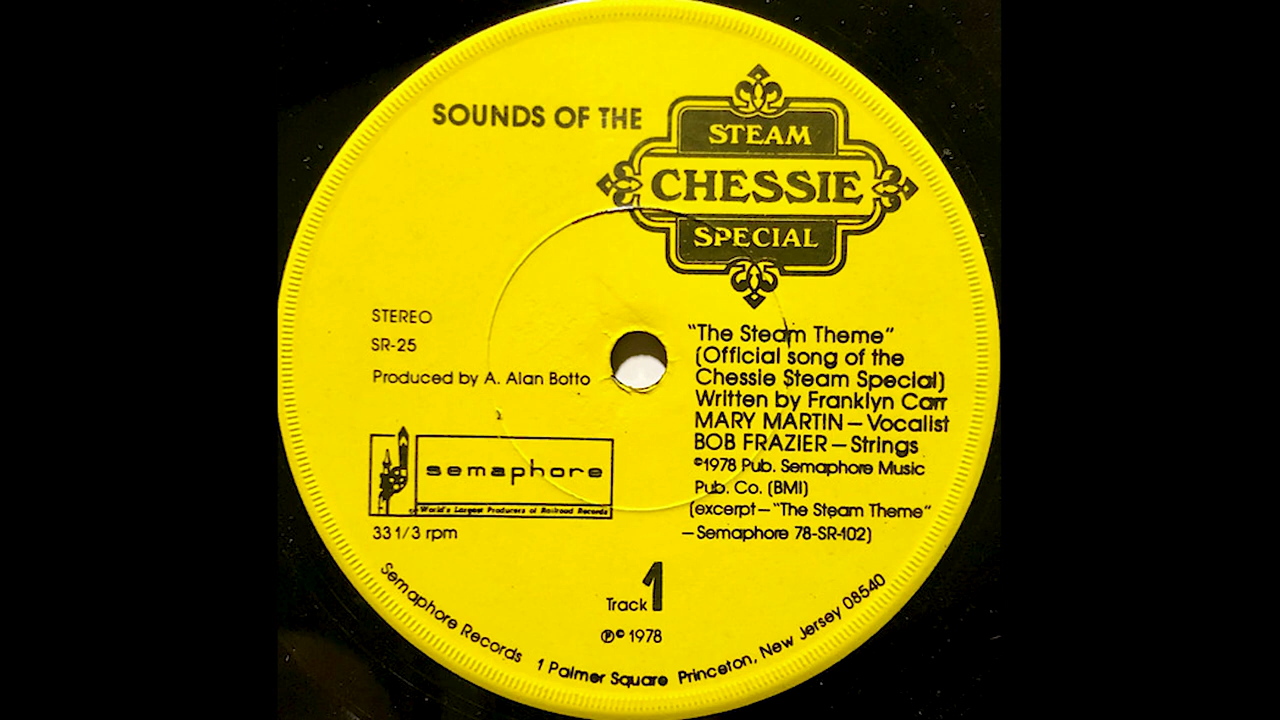 SOUNDS OF THE
STEAM
CHESSIE
SPECIAL
STEREO
SR-25
Produced by A. Alan Botto
semaphore
World's Largest Producers of Railroad Records
33 1/3 rpm
"The Steam Theme"
(Official song of the
Chessie Steam Special)
Written by Franklyn Carr
MARY MARTIN — Vocalist
BOB FRAZIER — Strings
©1978 Pub. Semaphore Music
Pub. Co. (BMI)
(excerpt — "The Steam Theme"
— Semaphore 78-SR-102)
Track 1
℗© 1978
Semaphore Records 1 Palmer Square Princeton, New Jersey 08540